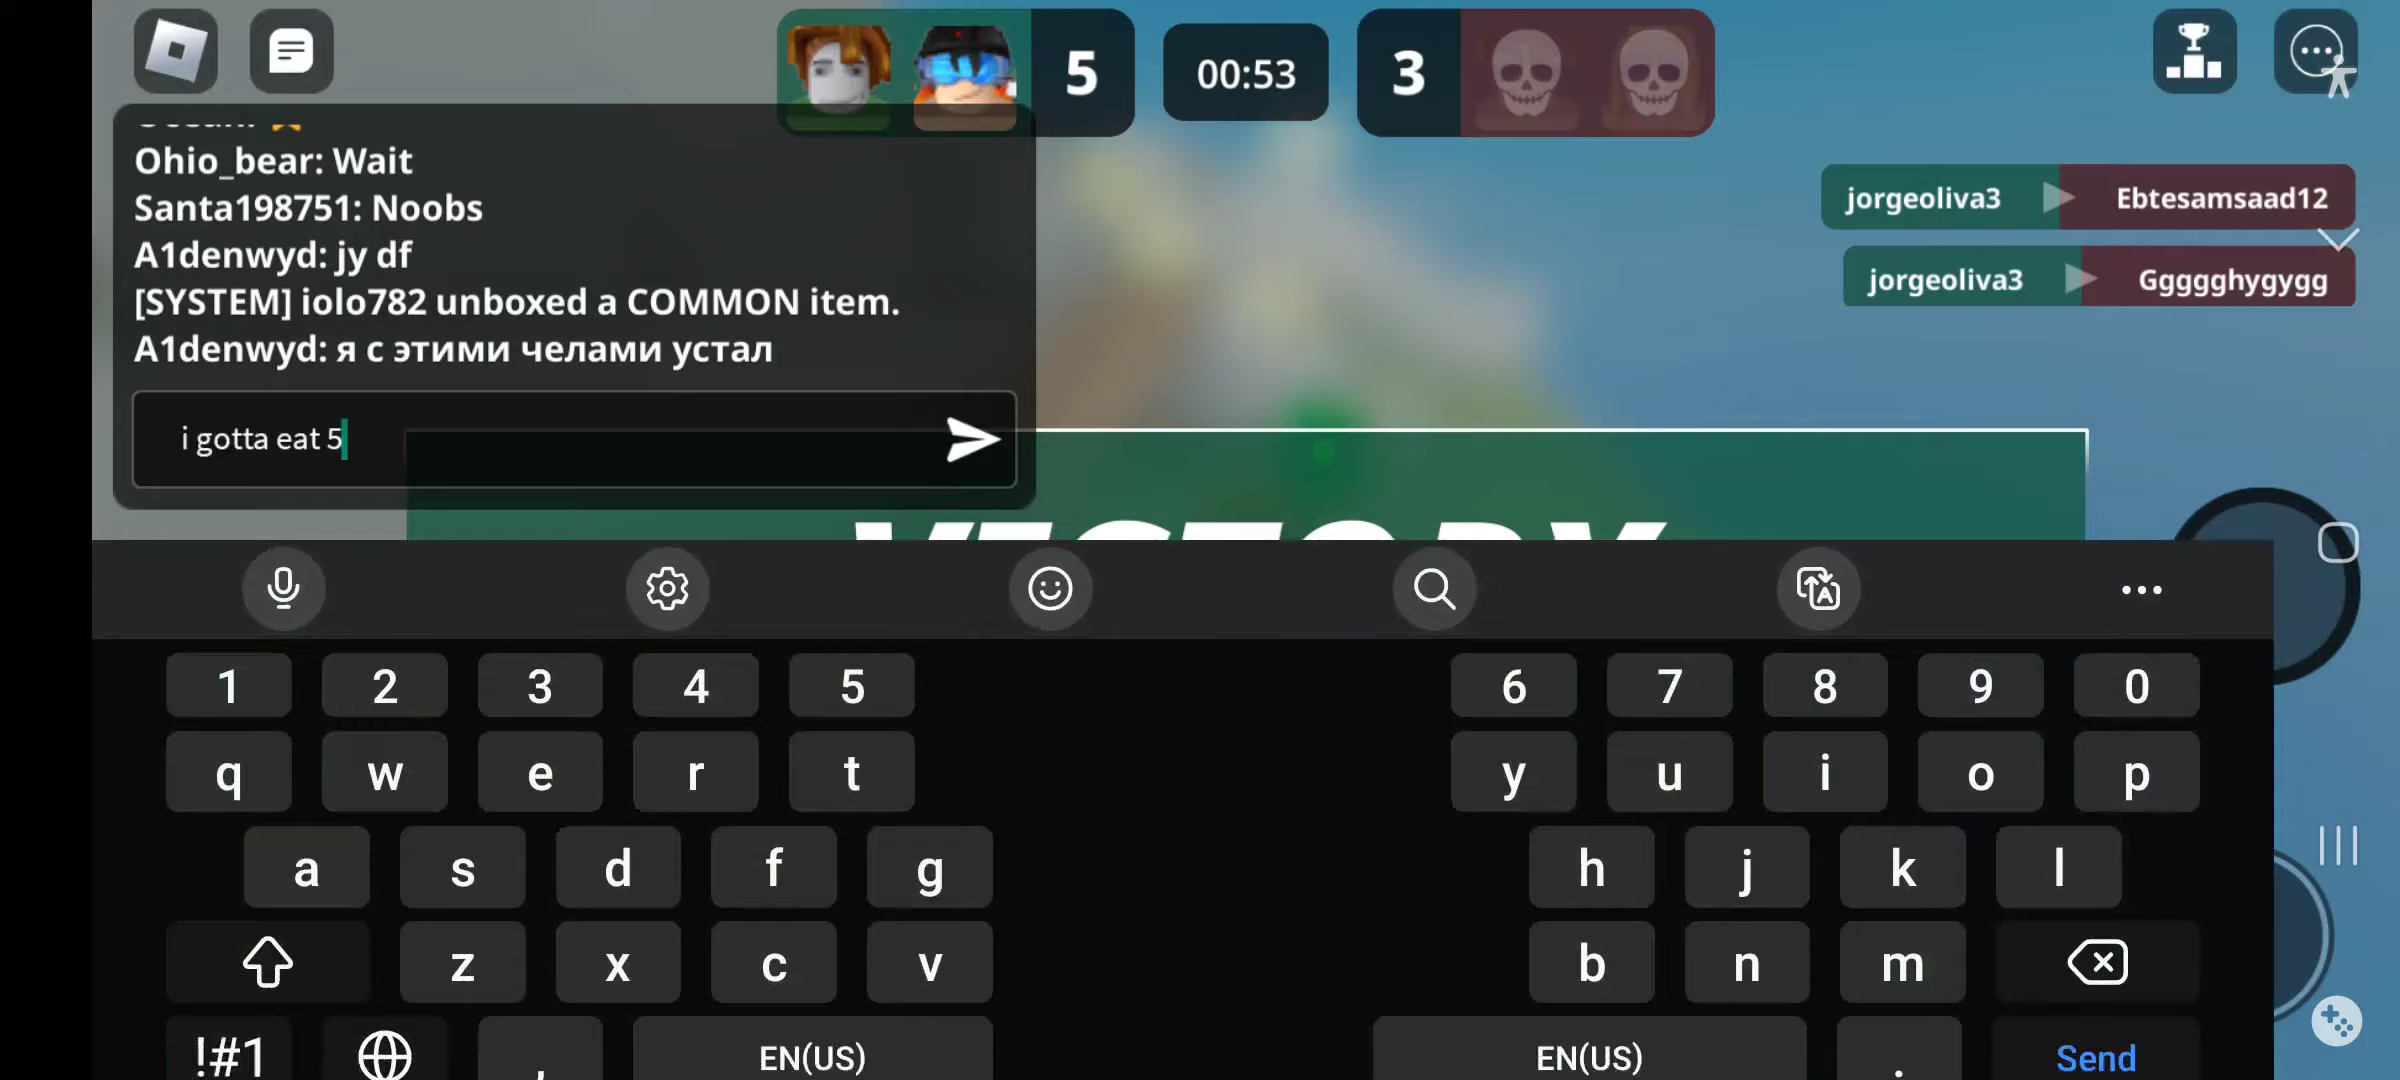 5
00:53
3
Ohio_bear: Wait
Santa198751: Noobs
A1denwyd: jy df
[SYSTEM] iolo782 unboxed a COMMON item.
A1denwyd: я с этими челами устал
i gotta eat 5
jorgeoliva3 Ebtesamsaad12
jorgeoliva3 Ggggghygygg
VICTORY
1 2 3 4 5 6 7 8 9 0
q w e r t y u i o p
a s d f g h j k l
z x c v b n m
!#1 , EN(US) EN(US) . Send